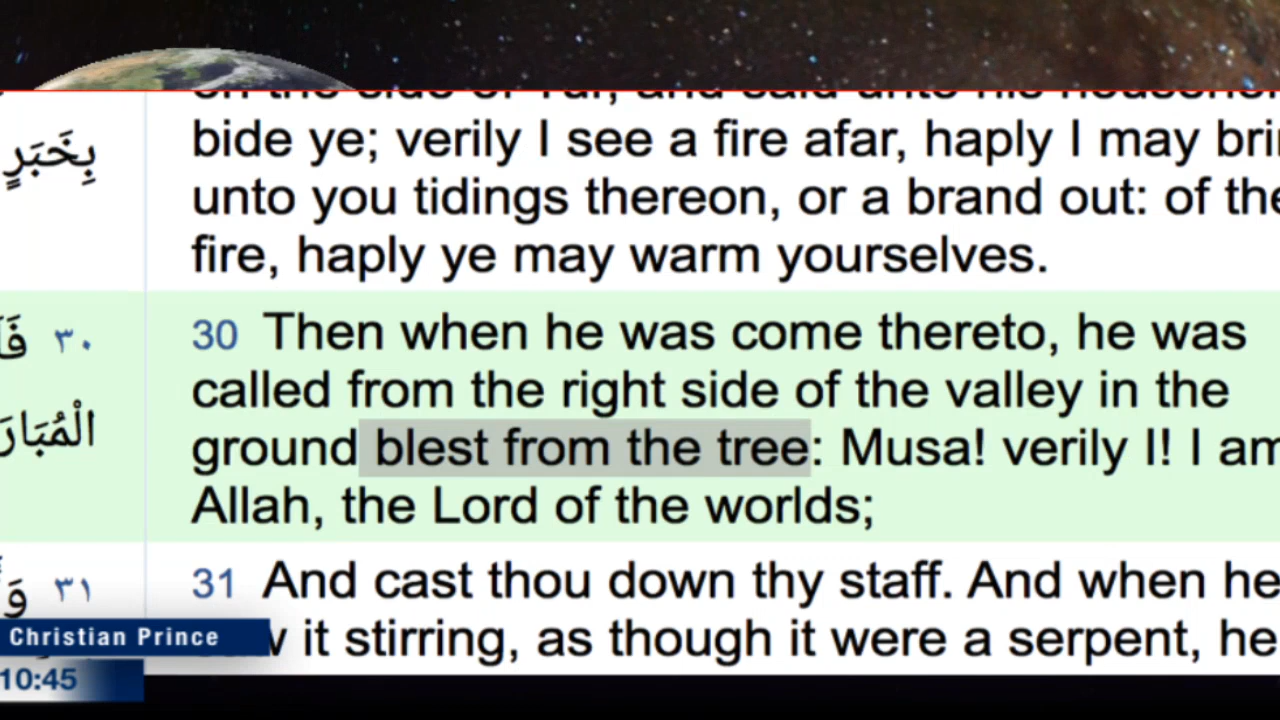 بِخَبَرٍ
bide ye; verily I see a fire afar, haply I may bri
unto you tidings thereon, or a brand out: of the
fire, haply ye may warm yourselves.
٣٠
30 Then when he was come thereto, he was
called from the right side of the valley in the
ground blest from the tree: Musa! verily I! I am
Allah, the Lord of the worlds;
٣١
31 And cast thou down thy staff. And when he
it stirring, as though it were a serpent, he
Christian Prince
10:45